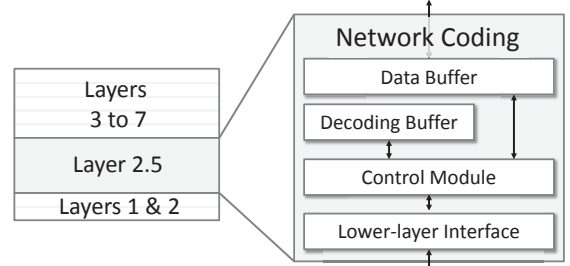 Layers
3 to 7
Layer 2.5
Layers 1 & 2
Network Coding
Data Buffer
Decoding Buffer
Control Module
Lower-layer Interface